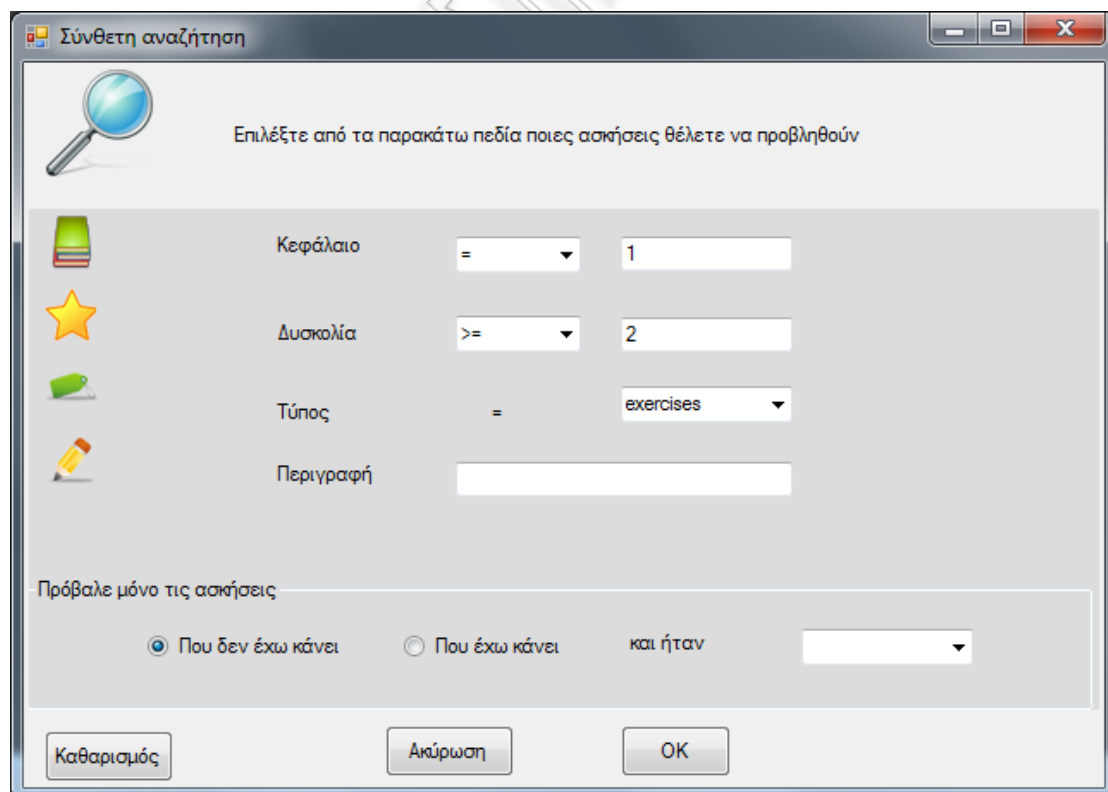 Σύνθετη αναζήτηση
Επιλέξτε από τα παρακάτω πεδία ποιες ασκήσεις θέλετε να προβληθούν
Κεφάλαιο = 1
Δυσκολία >= 2
Τύπος = exercises
Περιγραφή
Πρόβαλε μόνο τις ασκήσεις
Που δεν έχω κάνει Που έχω κάνει και ήταν
Καθαρισμός Ακύρωση OK